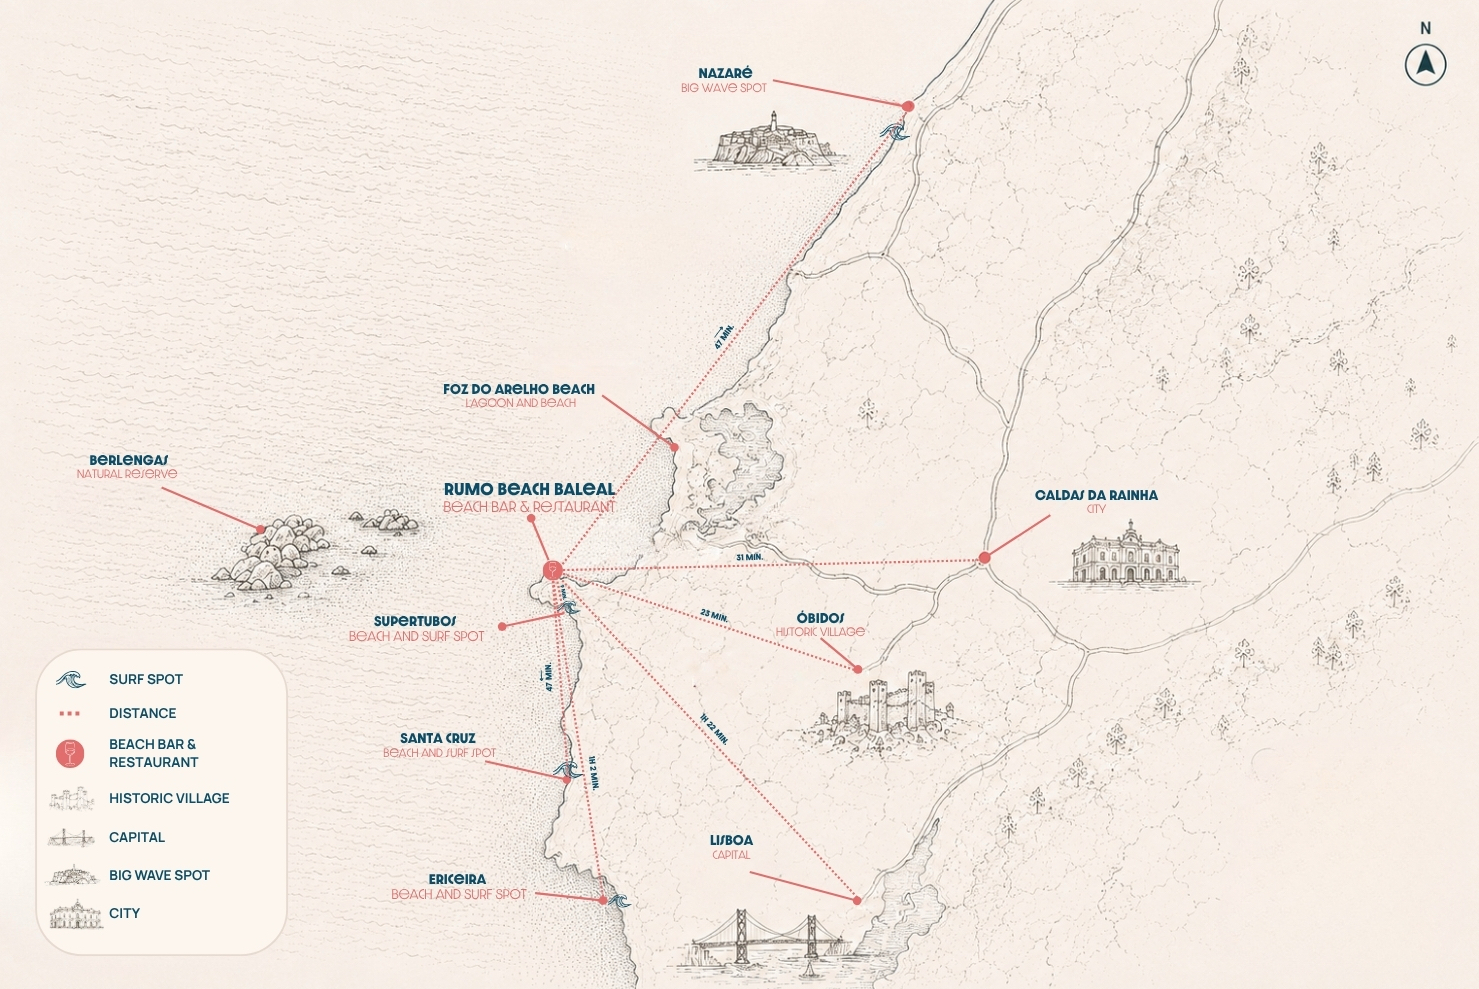 N
NAZARÉ
BIG WAVE SPOT
47 MIN.
FOZ DO ARELHO BEACH
LAGOON AND BEACH
BERLENGAS
NATURAL RESERVE
RUMO BEACH BALEAL
BEACH BAR & RESTAURANT
CALDAS DA RAINHA
CITY
31 MIN.
SUPERTUBOS
BEACH AND SURF SPOT
25 MIN.
ÓBIDOS
HISTORIC VILLAGE
47 MIN.
1H 22 MIN.
SANTA CRUZ
BEACH AND SURF SPOT
1H 2 MIN.
LISBOA
CAPITAL
ERICEIRA
BEACH AND SURF SPOT
SURF SPOT
DISTANCE
BEACH BAR &
RESTAURANT
HISTORIC VILLAGE
CAPITAL
BIG WAVE SPOT
CITY